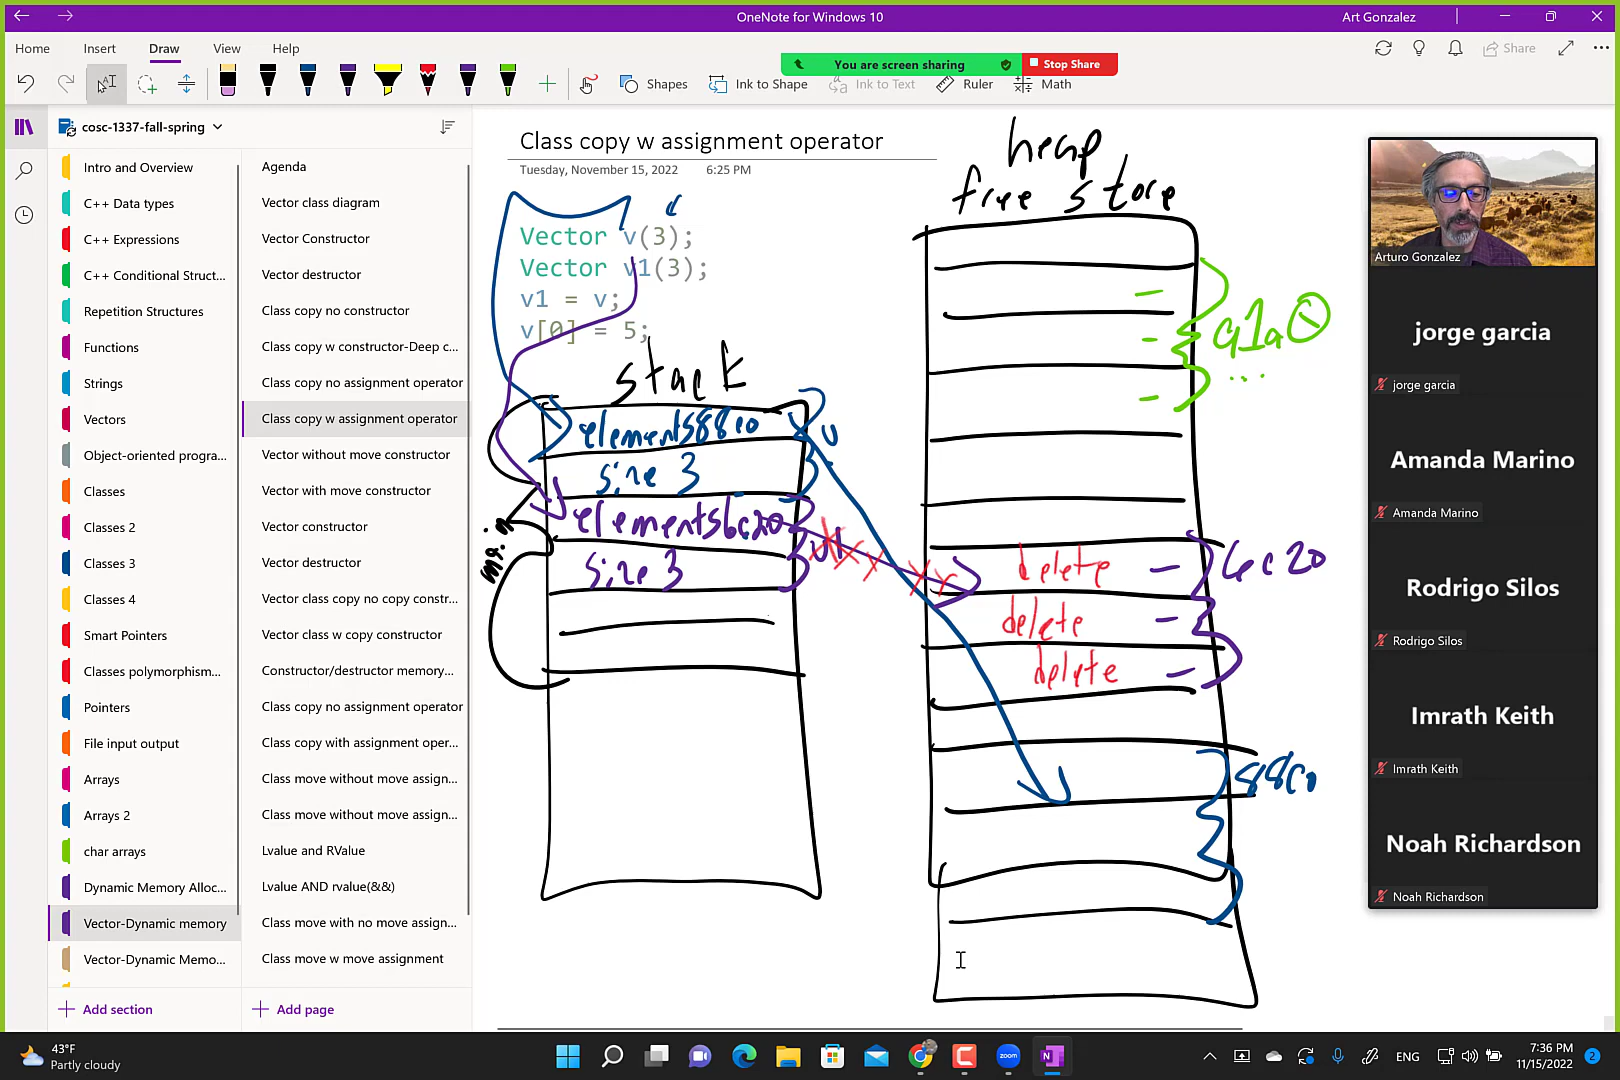 OneNote for Windows 10
Art Gonzalez
Home Insert Draw View Help
You are screen sharing
Stop Share
Share
Shapes
Ink to Shape
Ink to Text
Ruler
Math
cosc-1337-fall-spring
Intro and Overview
C++ Data types
C++ Expressions
C++ Conditional Struct...
Repetition Structures
Functions
Strings
Vectors
Object-oriented progra...
Classes
Classes 2
Classes 3
Classes 4
Smart Pointers
Classes polymorphism...
Pointers
File input output
Arrays
Arrays 2
char arrays
Dynamic Memory Alloc...
Vector-Dynamic memory
Vector-Dynamic Memo...
Add section
Agenda
Vector class diagram
Vector Constructor
Vector destructor
Class copy no constructor
Class copy w constructor-Deep c...
Class copy no assignment operator
Class copy w assignment operator
Vector without move constructor
Vector with move constructor
Vector constructor
Vector destructor
Vector class copy no copy constr...
Vector class w copy constructor
Constructor/destructor memory...
Class copy no assignment operator
Class copy with assignment oper...
Class move without move assign...
Class move without move assign...
Lvalue and RValue
Lvalue AND rvalue(&&)
Class move with no move assign...
Class move w move assignment
Add page
Class copy w assignment operator
Tuesday, November 15, 2022 6:25 PM
Vector v(3);
Vector v1(3);
v1 = v;
v[0] = 5;
stack
elements 88c0
size 3
v
elements 6c20
size 3
v1
main
heap
free store
...
delete
delete
delete
6c20
88c0
Arturo Gonzalez
jorge garcia
jorge garcia
Amanda Marino
Amanda Marino
Rodrigo Silos
Rodrigo Silos
Imrath Keith
Imrath Keith
Noah Richardson
Noah Richardson
43°F
Partly cloudy
zoom
ENG
7:36 PM
11/15/2022
2